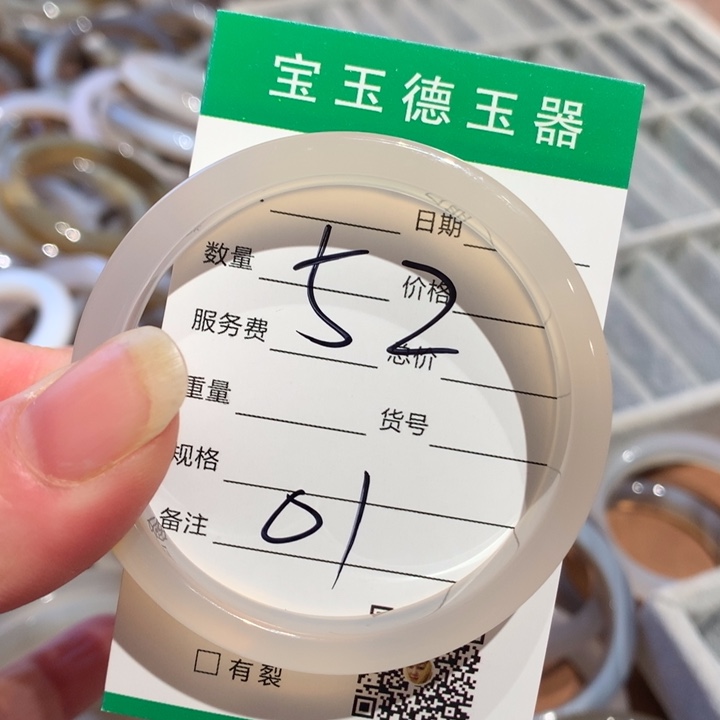 宝玉德玉器
日期
数量 价格
52
服务费 总价
重量 货号
规格
01
备注
□有裂